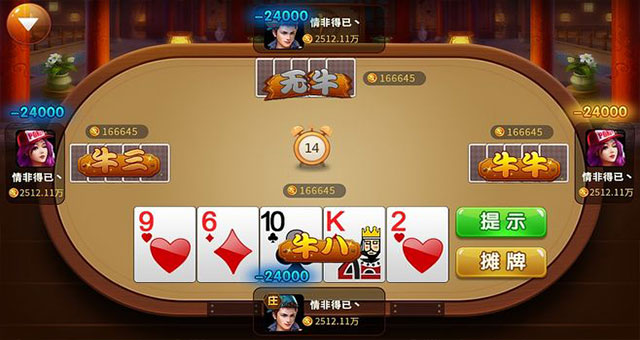 -24000
情非得已丶
2512.11万
无牛
166645
-24000
166645
14
166645
-24000
牛三
牛牛
情非得已丶
2512.11万
情非得已丶
2512.11万
166645
9 6 10 K 2
牛八
提示
摊牌
-24000
庄
情非得已丶
2512.11万